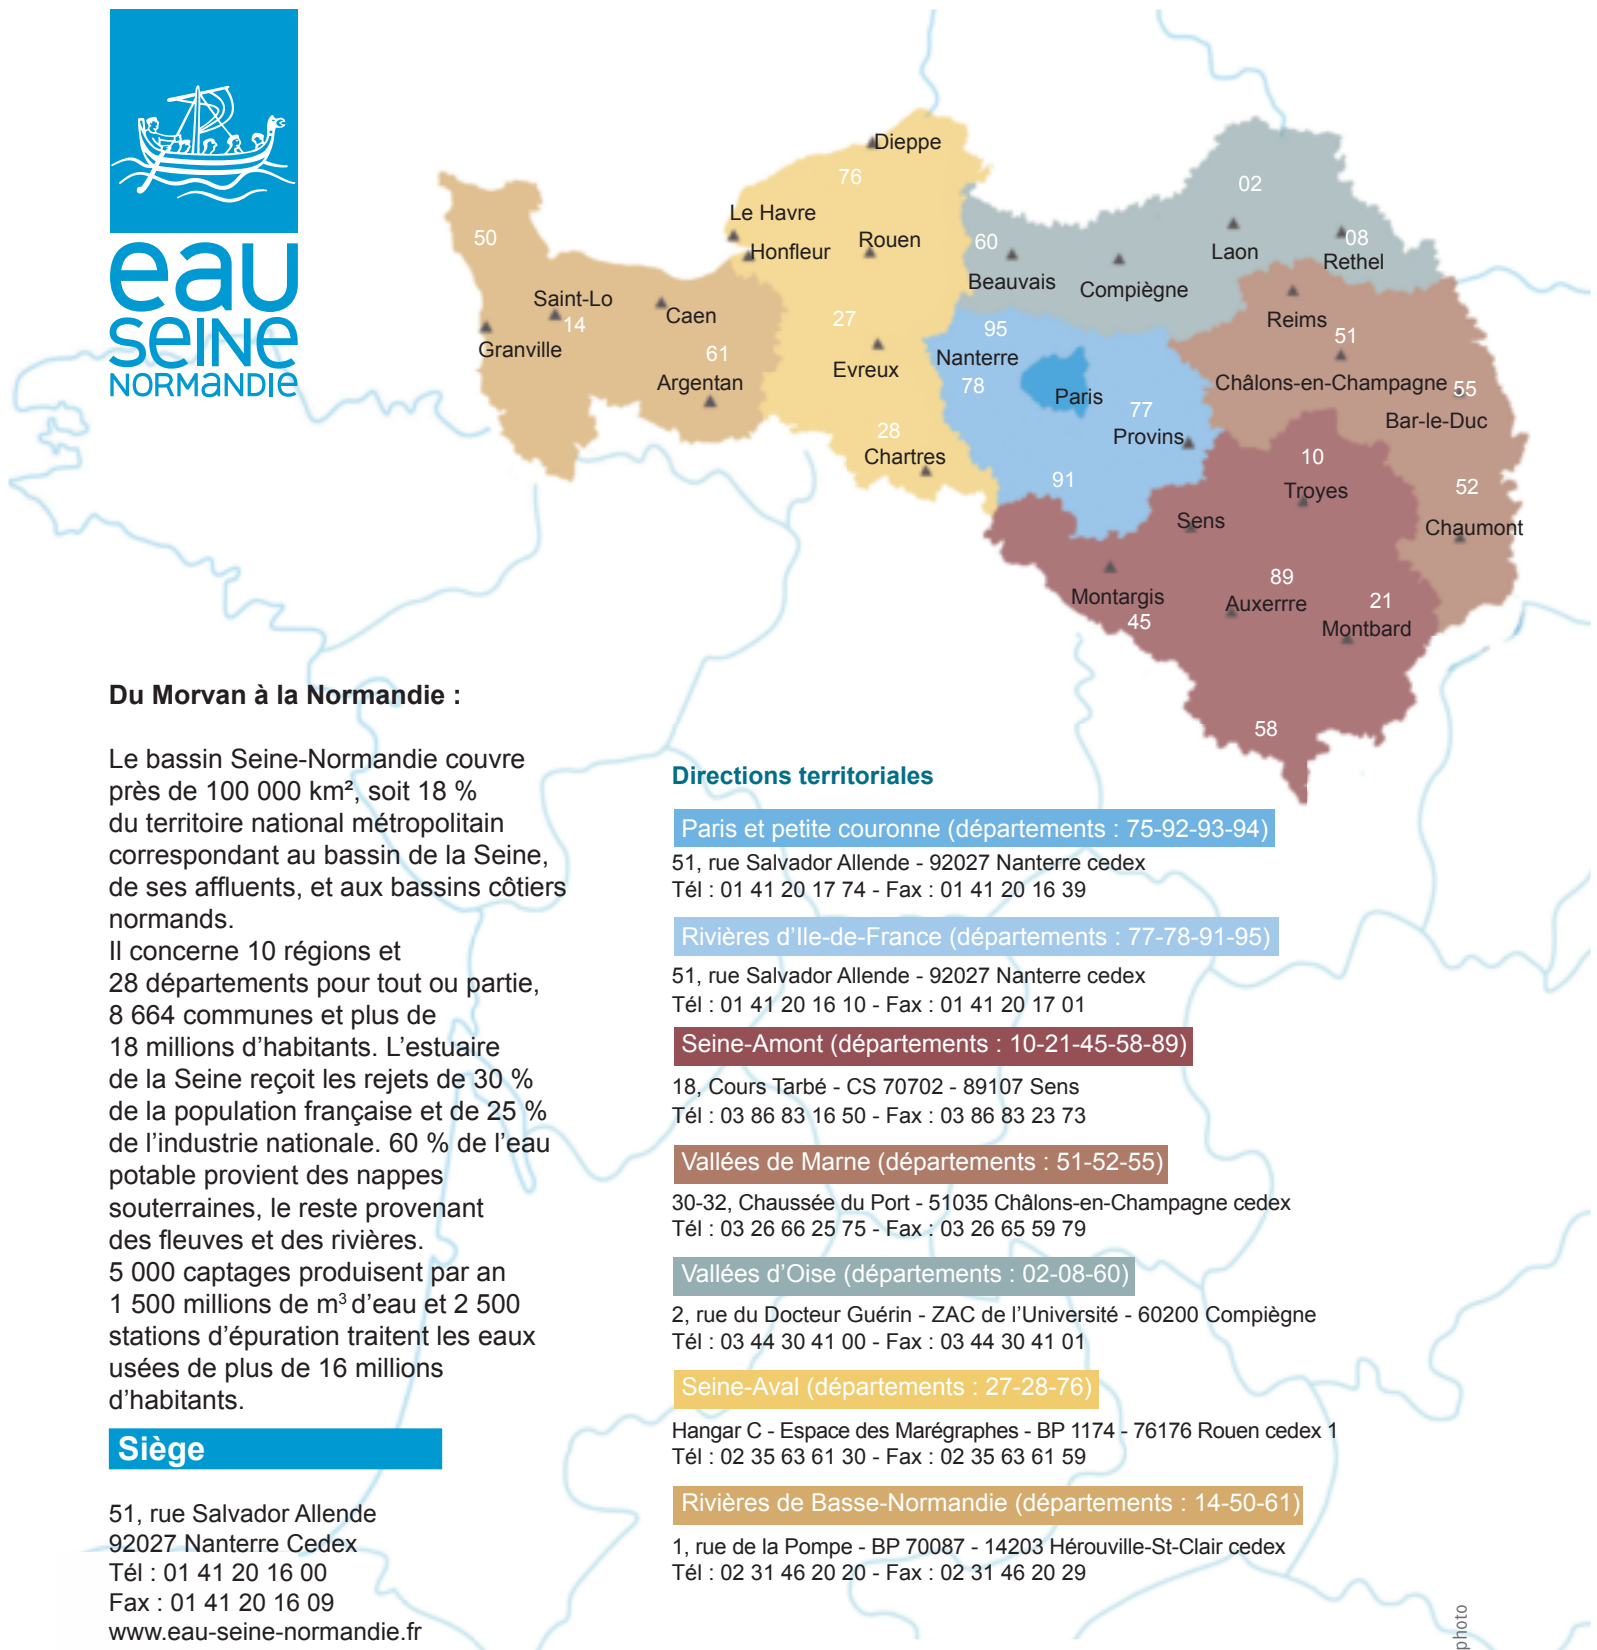 eau
SEINE
NORMANDIE
Dieppe
76
02
Le Havre
50
Rouen
60
08
Honfleur
Laon
Rethel
Beauvais
Compiègne
Saint-Lo
14
Caen
27
95
Reims
51
Granville
61
Nanterre
Evreux
Argentan
78
Paris
Châlons-en-Champagne
55
77
Bar-le-Duc
28
Provins
Chartres
10
91
Troyes
52
Sens
Chaumont
89
Montargis
Auxerrre
21
45
Montbard
58
Du Morvan à la Normandie :
Le bassin Seine-Normandie couvre
près de 100 000 km², soit 18 %
du territoire national métropolitain
correspondant au bassin de la Seine,
de ses affluents, et aux bassins côtiers
normands.
Il concerne 10 régions et
28 départements pour tout ou partie,
8 664 communes et plus de
18 millions d’habitants. L’estuaire
de la Seine reçoit les rejets de 30 %
de la population française et de 25 %
de l’industrie nationale. 60 % de l’eau
potable provient des nappes
souterraines, le reste provenant
des fleuves et des rivières.
5 000 captages produisent par an
1 500 millions de m³ d’eau et 2 500
stations d’épuration traitent les eaux
usées de plus de 16 millions
d’habitants.
Siège
51, rue Salvador Allende
92027 Nanterre Cedex
Tél : 01 41 20 16 00
Fax : 01 41 20 16 09
www.eau-seine-normandie.fr
Directions territoriales
Paris et petite couronne (départements : 75-92-93-94)
51, rue Salvador Allende - 92027 Nanterre cedex
Tél : 01 41 20 17 74 - Fax : 01 41 20 16 39
Rivières d’Ile-de-France (départements : 77-78-91-95)
51, rue Salvador Allende - 92027 Nanterre cedex
Tél : 01 41 20 16 10 - Fax : 01 41 20 17 01
Seine-Amont (départements : 10-21-45-58-89)
18, Cours Tarbé - CS 70702 - 89107 Sens
Tél : 03 86 83 16 50 - Fax : 03 86 83 23 73
Vallées de Marne (départements : 51-52-55)
30-32, Chaussée du Port - 51035 Châlons-en-Champagne cedex
Tél : 03 26 66 25 75 - Fax : 03 26 65 59 79
Vallées d’Oise (départements : 02-08-60)
2, rue du Docteur Guérin - ZAC de l’Université - 60200 Compiègne
Tél : 03 44 30 41 00 - Fax : 03 44 30 41 01
Seine-Aval (départements : 27-28-76)
Hangar C - Espace des Marégraphes - BP 1174 - 76176 Rouen cedex 1
Tél : 02 35 63 61 30 - Fax : 02 35 63 61 59
Rivières de Basse-Normandie (départements : 14-50-61)
1, rue de la Pompe - BP 70087 - 14203 Hérouville-St-Clair cedex
Tél : 02 31 46 20 20 - Fax : 02 31 46 20 29
photo